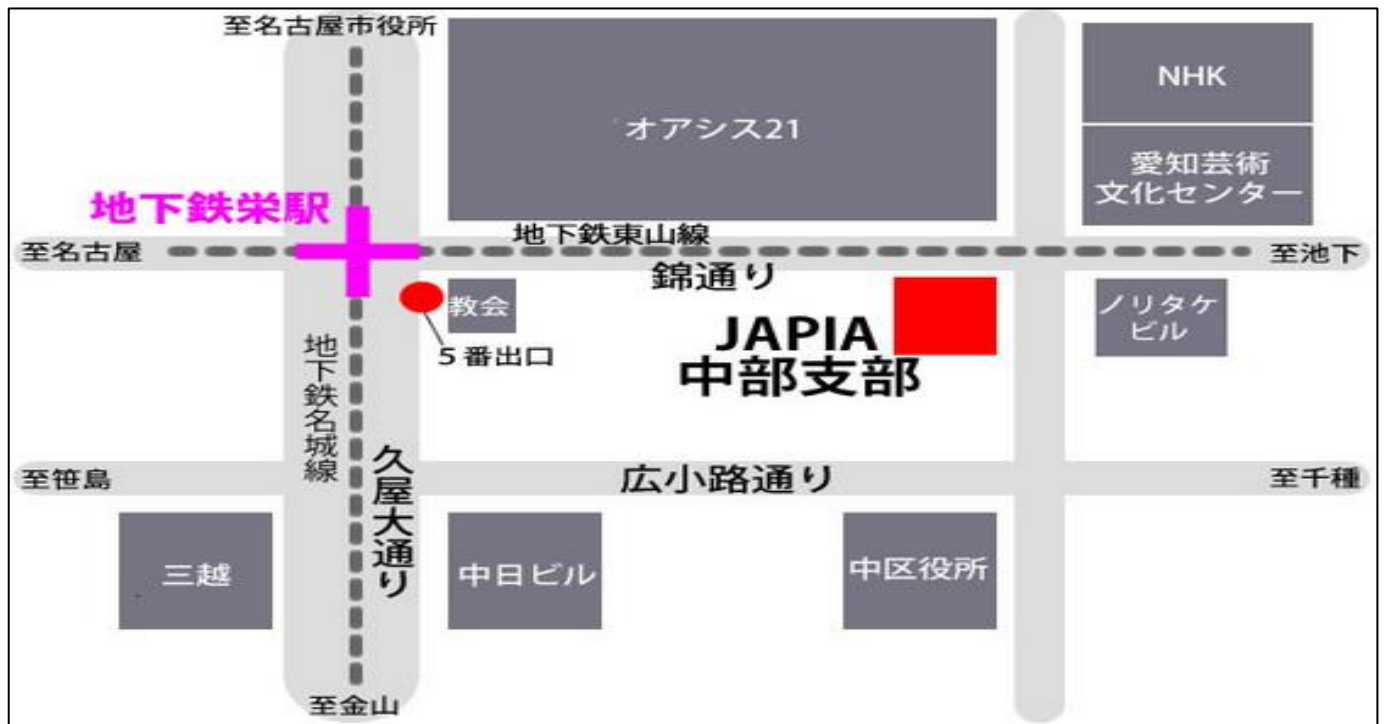 至名古屋市役所
NHK
オアシス21
愛知芸術
文化センター
地下鉄栄駅
地下鉄東山線
至名古屋
至池下
錦通り
教会
ノリタケ
ビル
JAPIA
中部支部
5番出口
地下鉄名城線
久屋大通り
至笹島
広小路通り
至千種
三越
中日ビル
中区役所
至金山